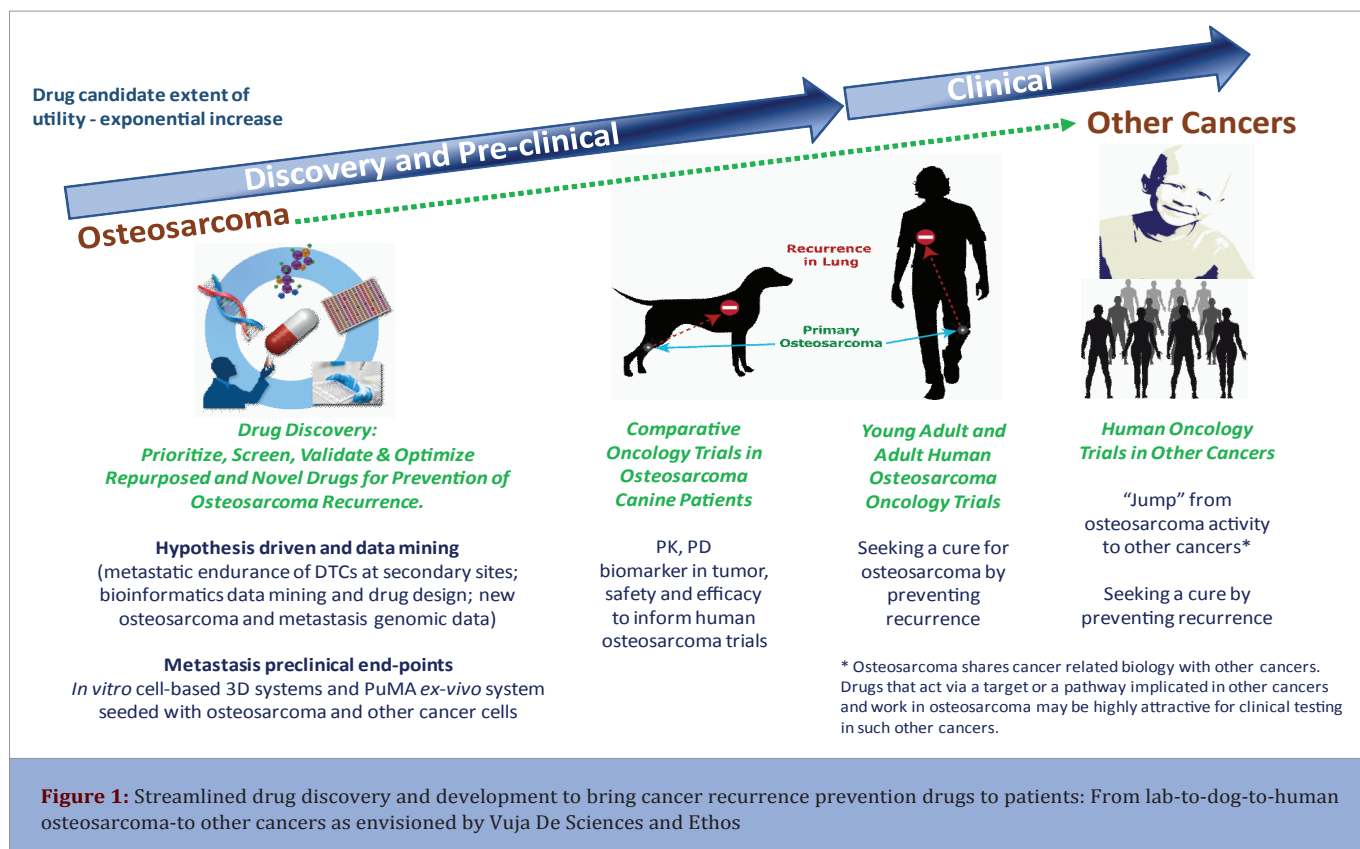 Drug candidate extent of
utility - exponential increase
Discovery and Pre-clinical
Clinical
Osteosarcoma
Other Cancers
Recurrence
in Lung
Primary
Osteosarcoma
Drug Discovery:
Prioritize, Screen, Validate & Optimize
Repurposed and Novel Drugs for Prevention of
Osteosarcoma Recurrence.
Hypothesis driven and data mining
(metastatic endurance of DTCs at secondary sites;
bioinformatics data mining and drug design; new
osteosarcoma and metastasis genomic data)
Metastasis preclinical end-points
In vitro cell-based 3D systems and PuMA ex-vivo system
seeded with osteosarcoma and other cancer cells
Comparative
Oncology Trials in
Osteosarcoma
Canine Patients
PK, PD
biomarker in tumor,
safety and efficacy
to inform human
osteosarcoma trials
Young Adult and
Adult Human
Osteosarcoma
Oncology Trials
Seeking a cure for
osteosarcoma by
preventing
recurrence
Human Oncology
Trials in Other Cancers
“Jump” from
osteosarcoma activity
to other cancers*
Seeking a cure by
preventing recurrence
* Osteosarcoma shares cancer related biology with other cancers.
Drugs that act via a target or a pathway implicated in other cancers
and work in osteosarcoma may be highly attractive for clinical testing
in such other cancers.
Figure 1: Streamlined drug discovery and development to bring cancer recurrence prevention drugs to patients: From lab-to-dog-to-human
osteosarcoma-to other cancers as envisioned by Vuja De Sciences and Ethos